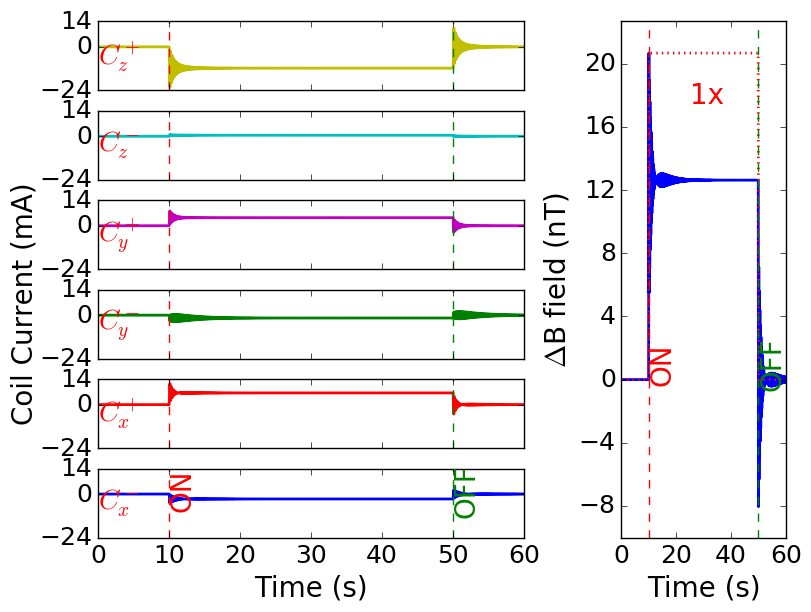 Coil Current (mA)
14
0
−24
C_z^+
14
0
−24
C_z^−
14
0
−24
C_y^+
14
0
−24
C_y^−
14
0
−24
C_x^+
14
0
−24
C_x^−
ON
OFF
0 10 20 30 40 50 60
Time (s)
ΔB field (nT)
20
16
12
8
4
0
−4
−8
1x
ON
OFF
0 20 40 60
Time (s)